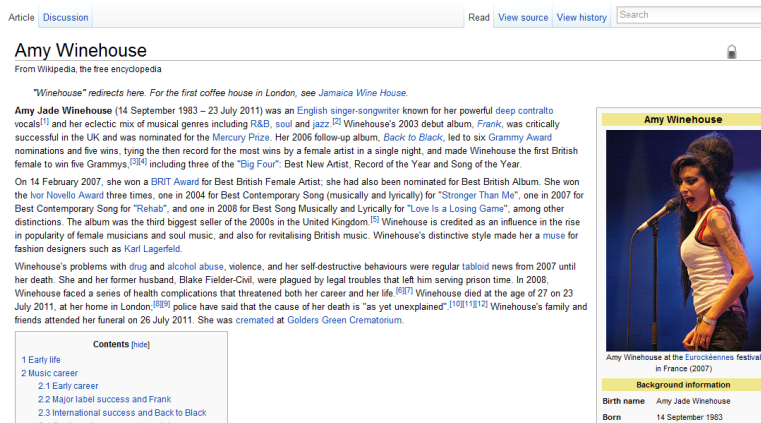 Article Discussion Read View source View history Search
Amy Winehouse
From Wikipedia, the free encyclopedia
"Winehouse" redirects here. For the first coffee house in London, see Jamaica Wine House.
Amy Jade Winehouse (14 September 1983 – 23 July 2011) was an English singer-songwriter known for her powerful deep contralto
vocals[1] and her eclectic mix of musical genres including R&B, soul and jazz.[2] Winehouse's 2003 debut album, Frank, was critically
successful in the UK and was nominated for the Mercury Prize. Her 2006 follow-up album, Back to Black, led to six Grammy Award
nominations and five wins, tying the then record for the most wins by a female artist in a single night, and made Winehouse the first British
female to win five Grammys,[3][4] including three of the "Big Four": Best New Artist, Record of the Year and Song of the Year.
On 14 February 2007, she won a BRIT Award for Best British Female Artist; she had also been nominated for Best British Album. She won
the Ivor Novello Award three times, one in 2004 for Best Contemporary Song (musically and lyrically) for "Stronger Than Me", one in 2007 for
Best Contemporary Song for "Rehab", and one in 2008 for Best Song Musically and Lyrically for "Love Is a Losing Game", among other
distinctions. The album was the third biggest seller of the 2000s in the United Kingdom.[5] Winehouse is credited as an influence in the rise
in popularity of female musicians and soul music, and also for revitalising British music. Winehouse's distinctive style made her a muse for
fashion designers such as Karl Lagerfeld.
Winehouse's problems with drug and alcohol abuse, violence, and her self-destructive behaviours were regular tabloid news from 2007 until
her death. She and her former husband, Blake Fielder-Civil, were plagued by legal troubles that left him serving prison time. In 2008,
Winehouse faced a series of health complications that threatened both her career and her life.[6][7] Winehouse died at the age of 27 on 23
July 2011, at her home in London;[8][9] police have said that the cause of her death is "as yet unexplained".[10][11][12] Winehouse's family and
friends attended her funeral on 26 July 2011. She was cremated at Golders Green Crematorium.
Contents [hide]
1 Early life
2 Music career
2.1 Early career
2.2 Major label success and Frank
2.3 International success and Back to Black
Amy Winehouse
Amy Winehouse at the Eurockéennes festival
in France (2007)
Background information
Birth name Amy Jade Winehouse
Born 14 September 1983